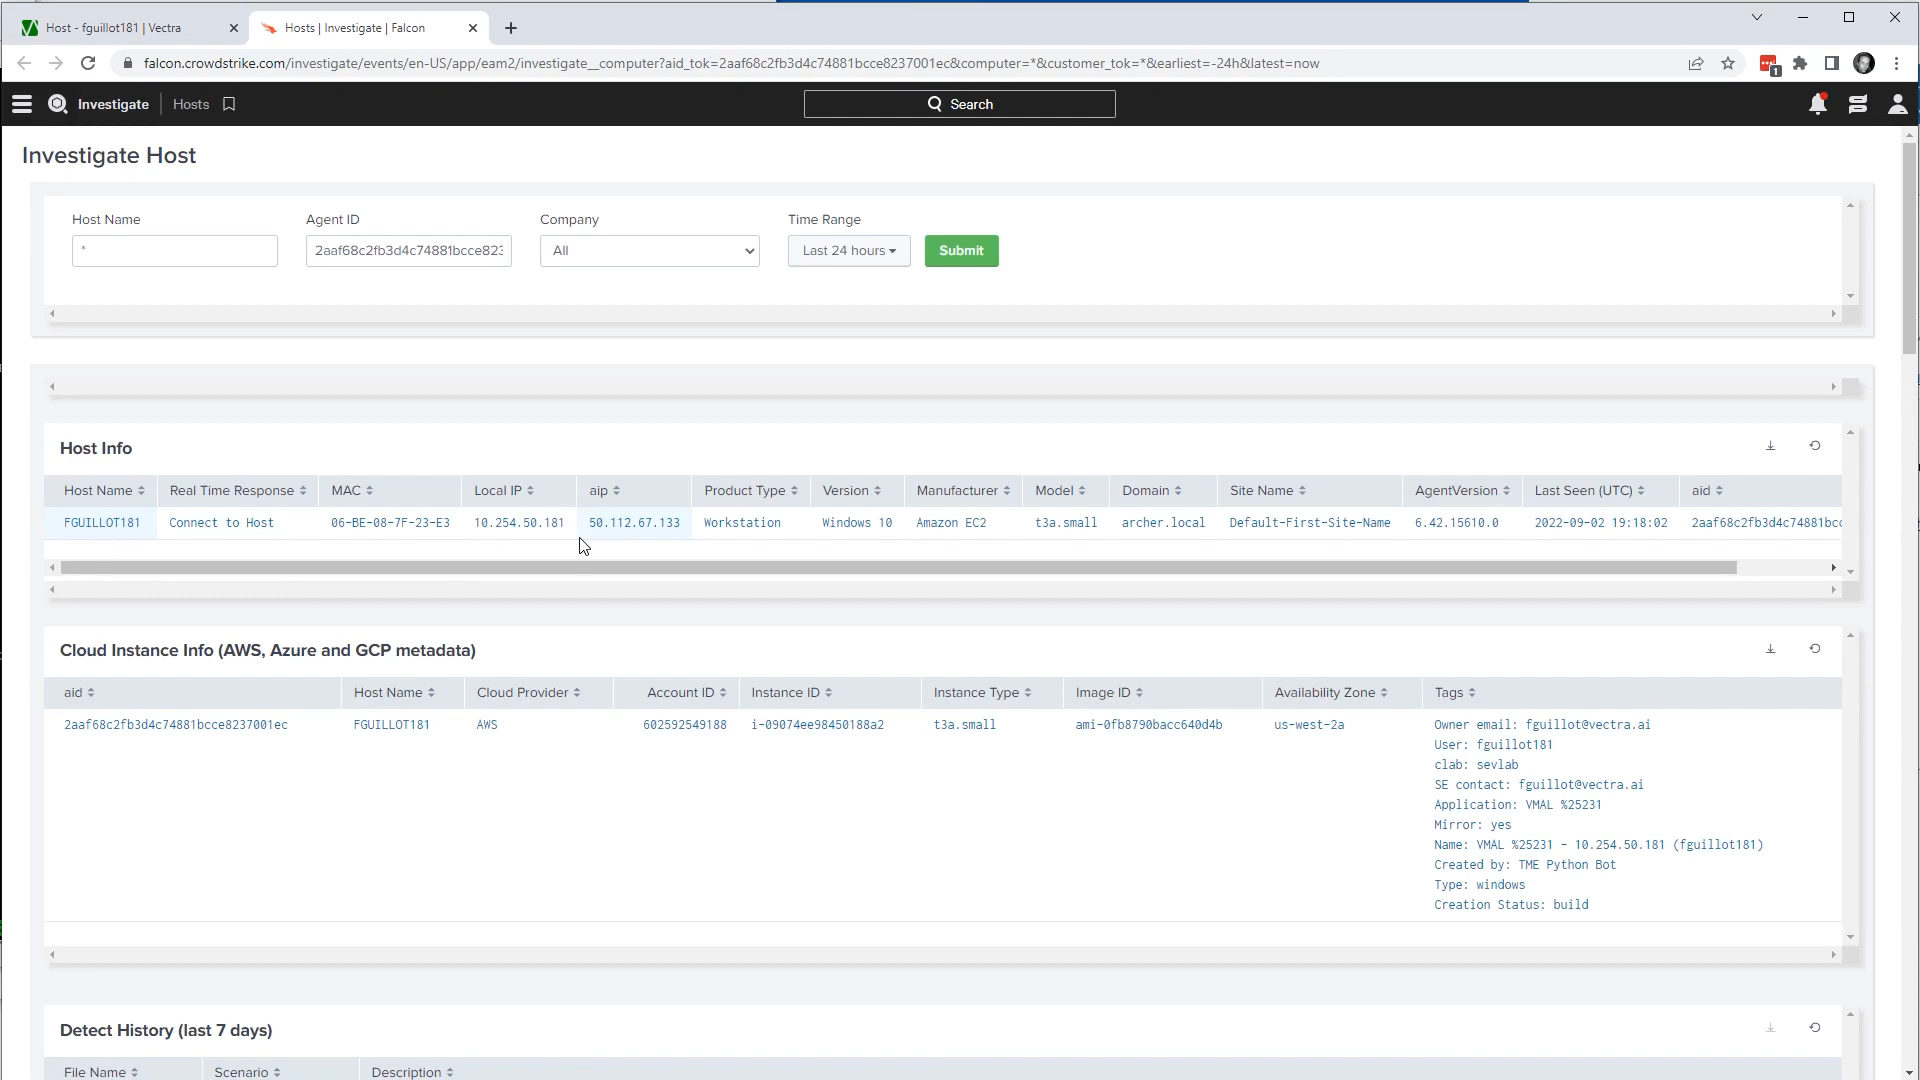 Host - fguillot181 | Vectra
Hosts | Investigate | Falcon
falcon.crowdstrike.com/investigate/events/en-US/app/eam2/investigate__computer?aid_tok=2aaf68c2fb3d4c74881bcce8237001ec&computer=*&customer_tok=*&earliest=-24h&latest=now
1
Investigate Hosts Search
Investigate Host
Host Name Agent ID Company Time Range
* 2aaf68c2fb3d4c74881bcce823 All Last 24 hours Submit
Host Info
Host Name Real Time Response MAC Local IP aip Product Type Version Manufacturer Model Domain Site Name AgentVersion Last Seen (UTC) aid
FGUILLOT181 Connect to Host 06-BE-08-7F-23-E3 10.254.50.181 50.112.67.133 Workstation Windows 10 Amazon EC2 t3a.small archer.local Default-First-Site-Name 6.42.15610.0 2022-09-02 19:18:02 2aaf68c2fb3d4c74881bcc
Cloud Instance Info (AWS, Azure and GCP metadata)
aid Host Name Cloud Provider Account ID Instance ID Instance Type Image ID Availability Zone Tags
2aaf68c2fb3d4c74881bcce8237001ec FGUILLOT181 AWS 602592549188 i-09074ee98450188a2 t3a.small ami-0fb8790bacc640d4b us-west-2a Owner email: fguillot@vectra.ai
User: fguillot181
clab: sevlab
SE contact: fguillot@vectra.ai
Application: VMAL %25231
Mirror: yes
Name: VMAL %25231 - 10.254.50.181 (fguillot181)
Created by: TME Python Bot
Type: windows
Creation Status: build
Detect History (last 7 days)
File Name Scenario Description